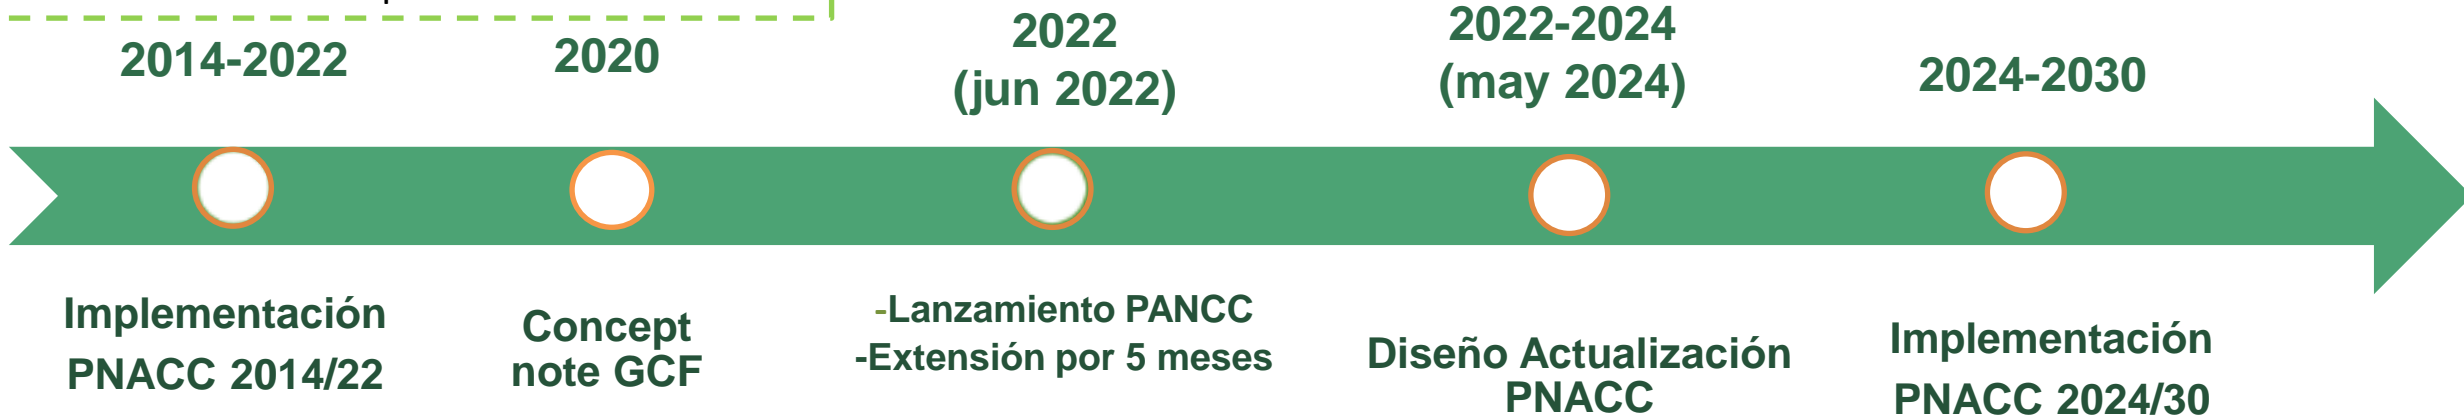 2014-2022
2020
2022
(jun 2022)
2022-2024
(may 2024)
2024-2030
Implementación
PNACC 2014/22
Concept
note GCF
-Lanzamiento PANCC
-Extensión por 5 meses
Diseño Actualización
PNACC
Implementación
PNACC 2024/30